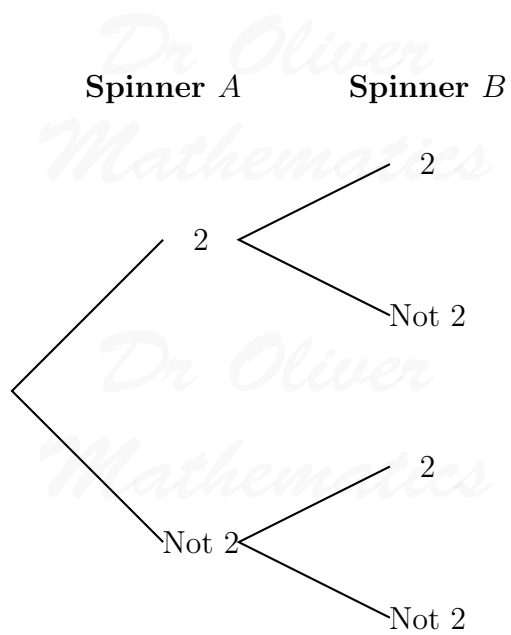 Dr Oliver
Spinner A Spinner B
Mathematics
2
2
Not 2
Dr Oliver
Mathematics
2
Not 2
Not 2